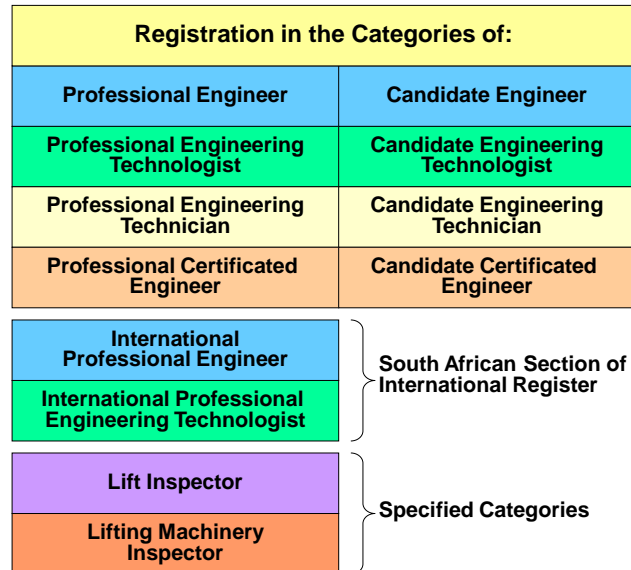 Registration in the Categories of:
Professional Engineer
Candidate Engineer
Professional Engineering
Technologist
Candidate Engineering
Technologist
Professional Engineering
Technician
Candidate Engineering
Technician
Professional Certificated
Engineer
Candidate Certificated
Engineer
International
Professional Engineer
International Professional
Engineering Technologist
South African Section of
International Register
Lift Inspector
Lifting Machinery
Inspector
Specified Categories